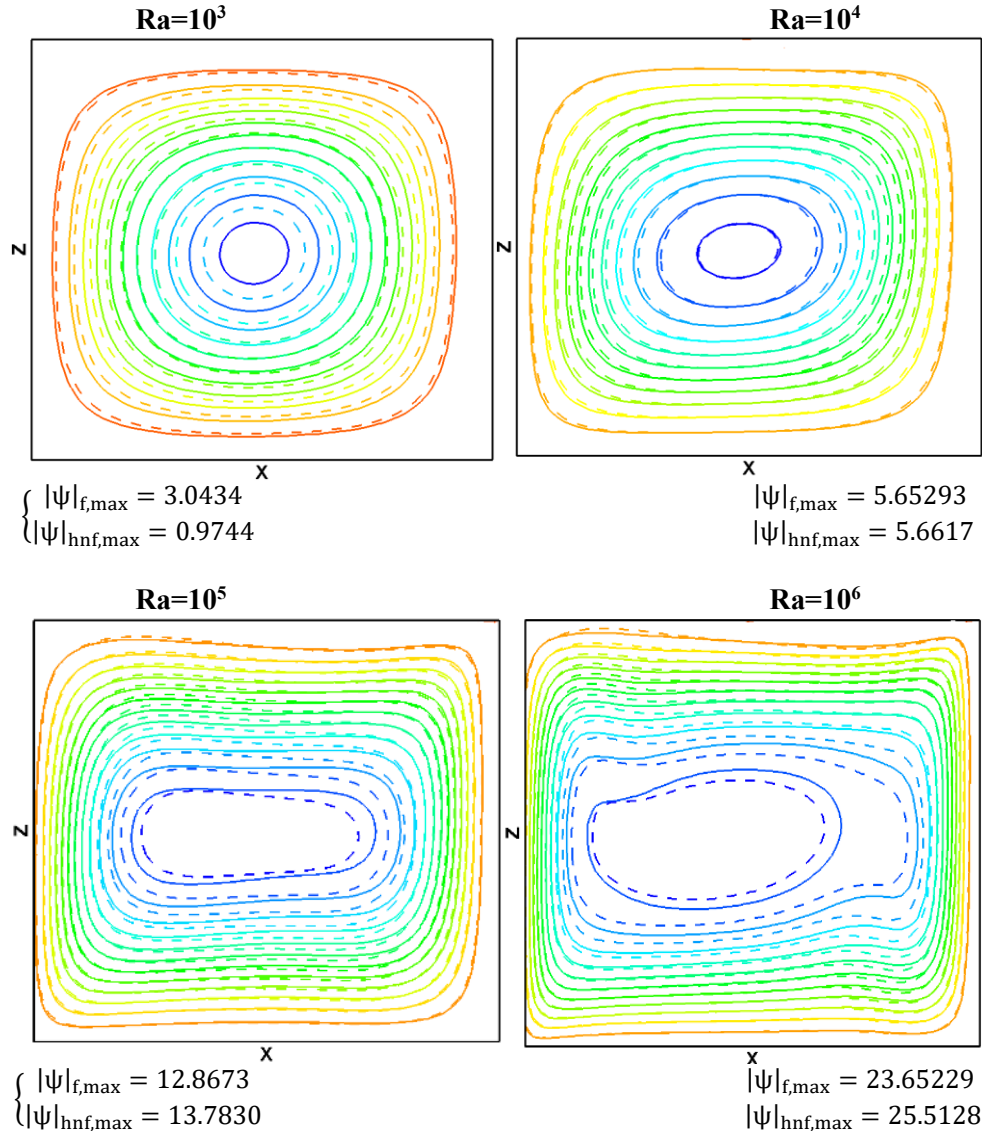 Ra=10³
Ra=10⁴
Z
X
Z
X
{ |ψ|f,max = 3.0434
|ψ|hnf,max = 0.9744
|ψ|f,max = 5.65293
|ψ|hnf,max = 5.6617
Ra=10⁵
Ra=10⁶
Z
X
Z
X
{ |ψ|f,max = 12.8673
|ψ|hnf,max = 13.7830
|ψ|f,max = 23.65229
|ψ|hnf,max = 25.5128